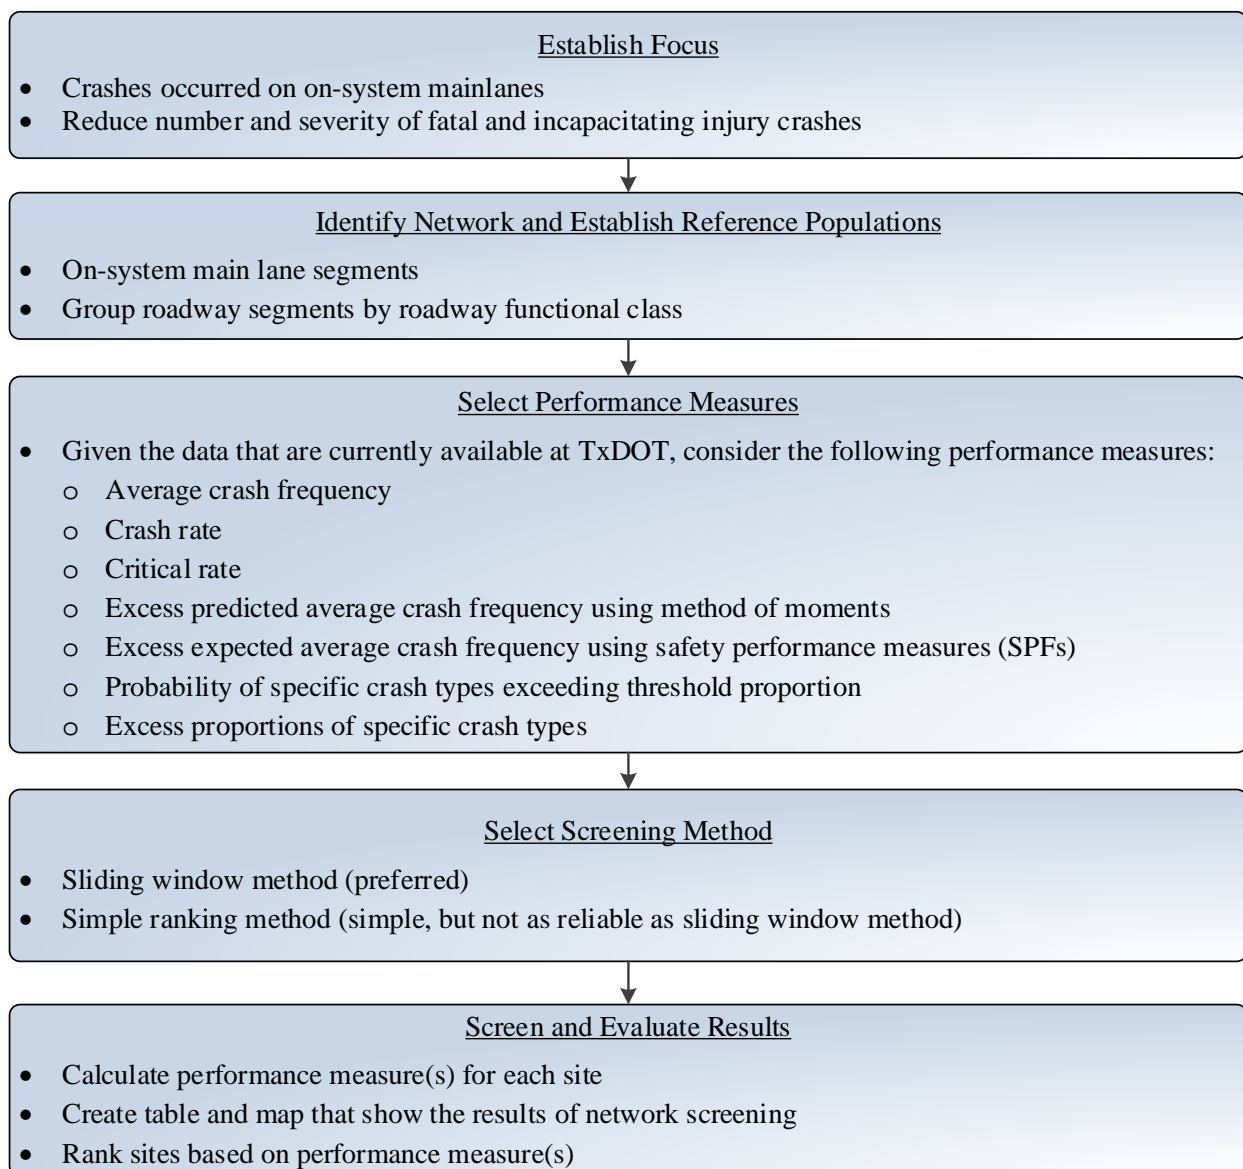 Establish Focus
• Crashes occurred on on-system mainlanes
• Reduce number and severity of fatal and incapacitating injury crashes
Identify Network and Establish Reference Populations
• On-system main lane segments
• Group roadway segments by roadway functional class
Select Performance Measures
• Given the data that are currently available at TxDOT, consider the following performance measures:
o Average crash frequency
o Crash rate
o Critical rate
o Excess predicted average crash frequency using method of moments
o Excess expected average crash frequency using safety performance measures (SPFs)
o Probability of specific crash types exceeding threshold proportion
o Excess proportions of specific crash types
Select Screening Method
• Sliding window method (preferred)
• Simple ranking method (simple, but not as reliable as sliding window method)
Screen and Evaluate Results
• Calculate performance measure(s) for each site
• Create table and map that show the results of network screening
• Rank sites based on performance measure(s)